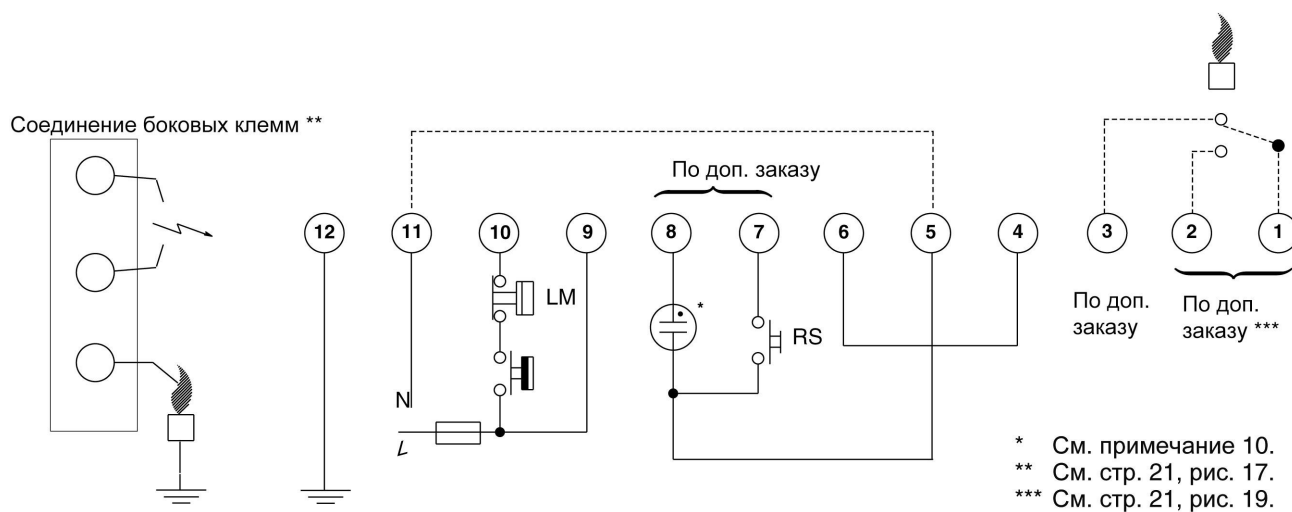 Соединение боковых клемм **
По доп. заказу
12
11
10
9
8
7
6
5
4
3
2
1
LM
*
RS
По доп.
заказу
По доп.
заказу ***
N
L
* См. примечание 10.
** См. стр. 21, рис. 17.
*** См. стр. 21, рис. 19.